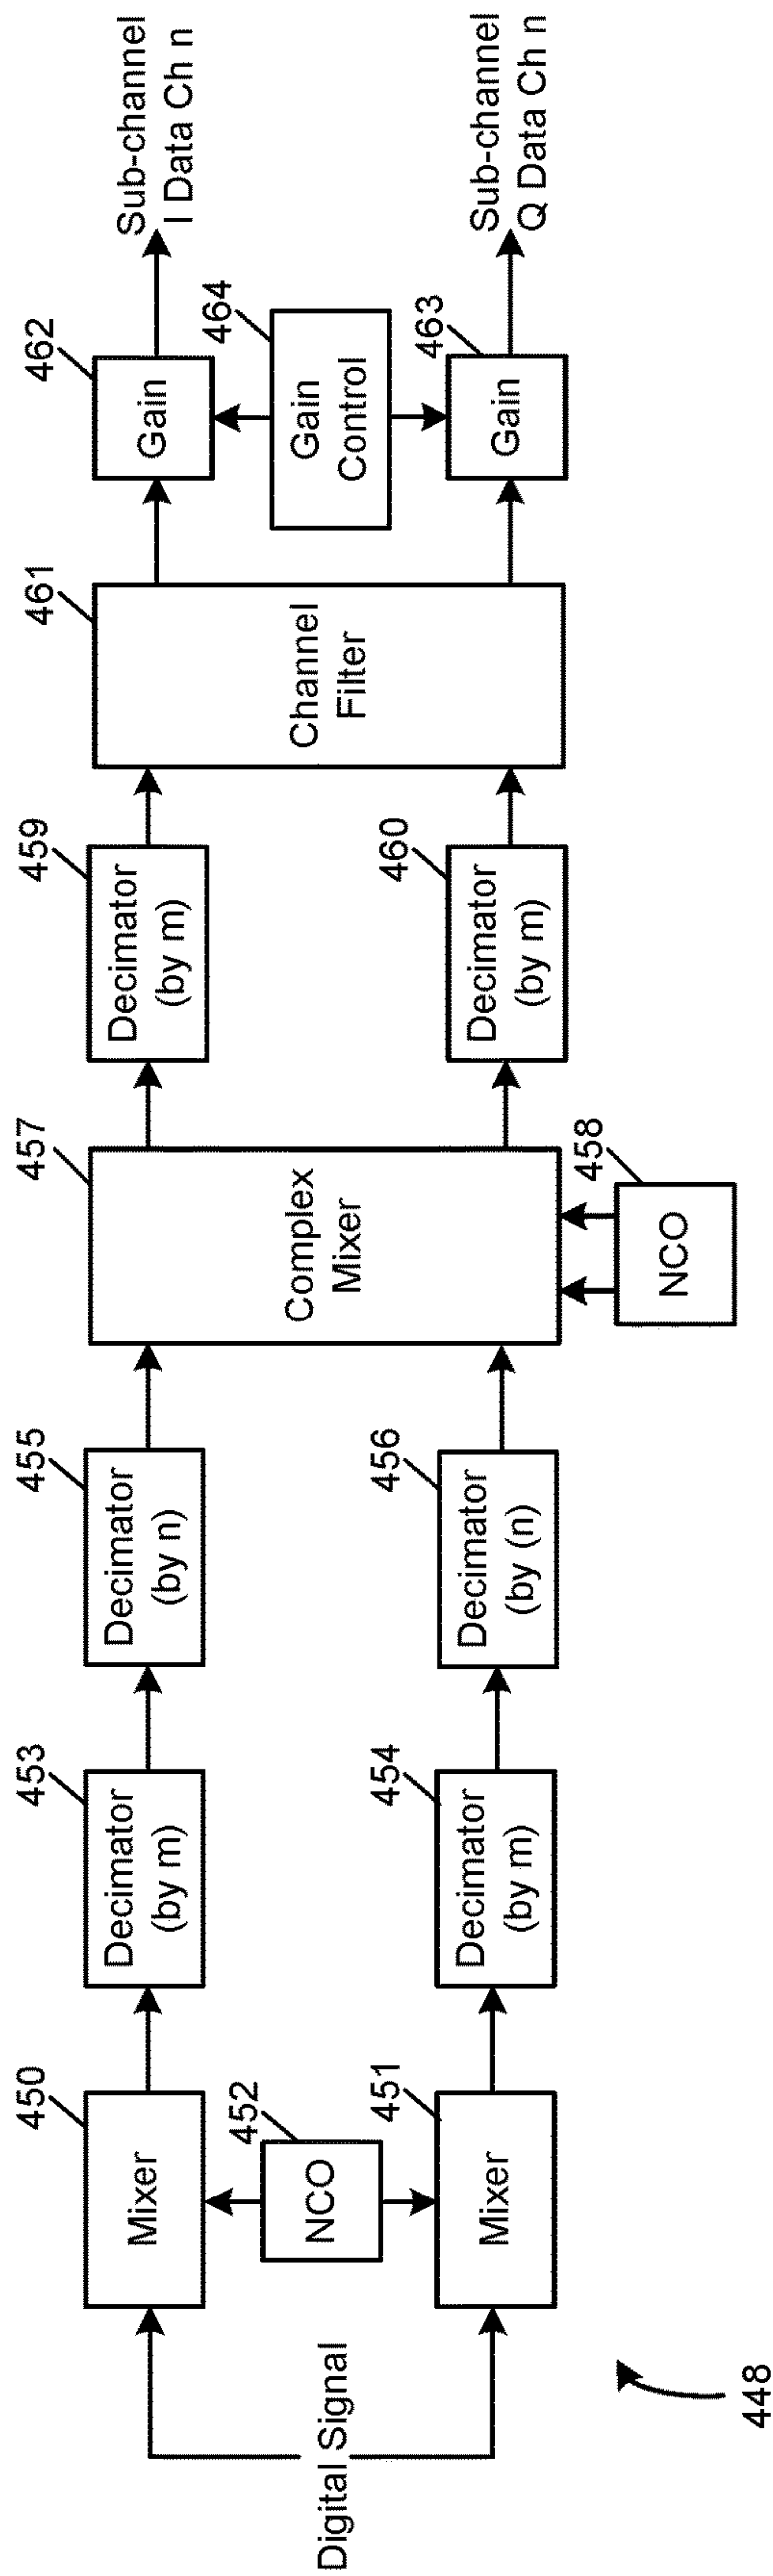 Digital Signal
450
Mixer
452
NCO
451
Mixer
453
Decimator
(by m)
454
Decimator
(by m)
455
Decimator
(by n)
456
Decimator
(by (n)
457
Complex
Mixer
458
NCO
459
Decimator
(by m)
460
Decimator
(by m)
461
Channel
Filter
462
Gain
464
Gain
Control
463
Gain
Sub-channel
I Data Ch n
Sub-channel
Q Data Ch n
448